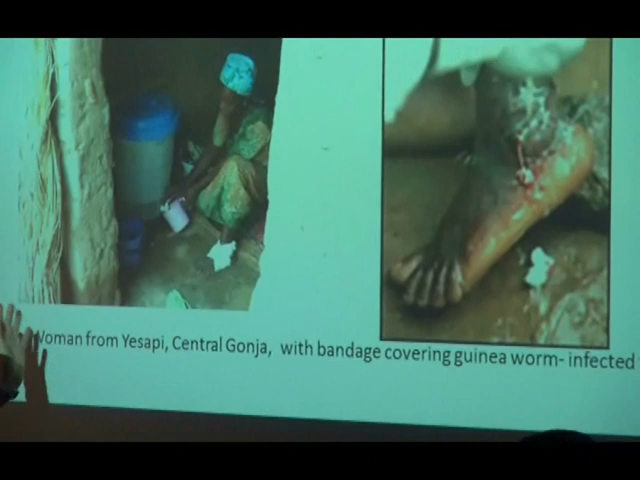 Woman from Yesapi, Central Gonja, with bandage covering guinea worm- infected